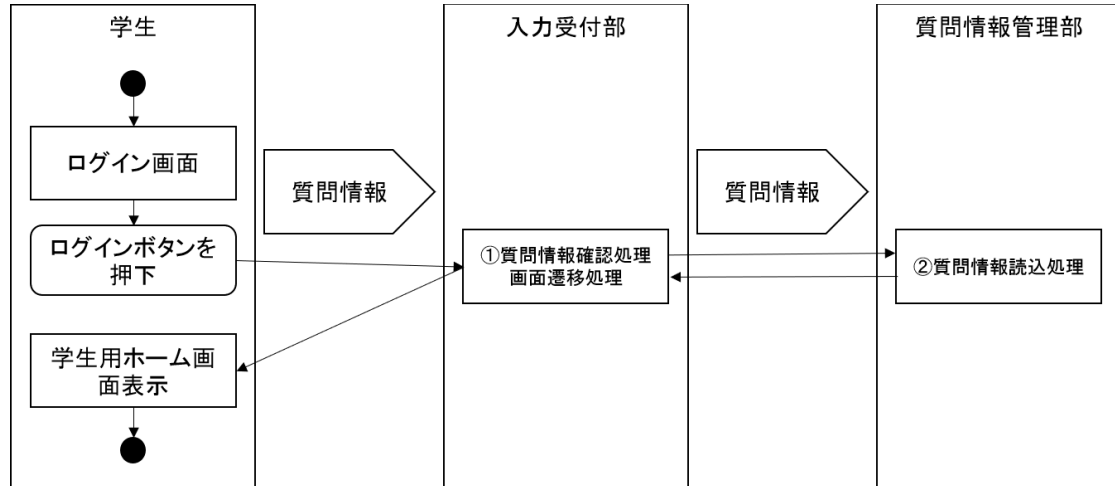 学生
入力受付部
質問情報管理部
ログイン画面
質問情報
質問情報
ログインボタンを
押下
①質問情報確認処理
画面遷移処理
②質問情報読込処理
学生用ホーム画
面表示